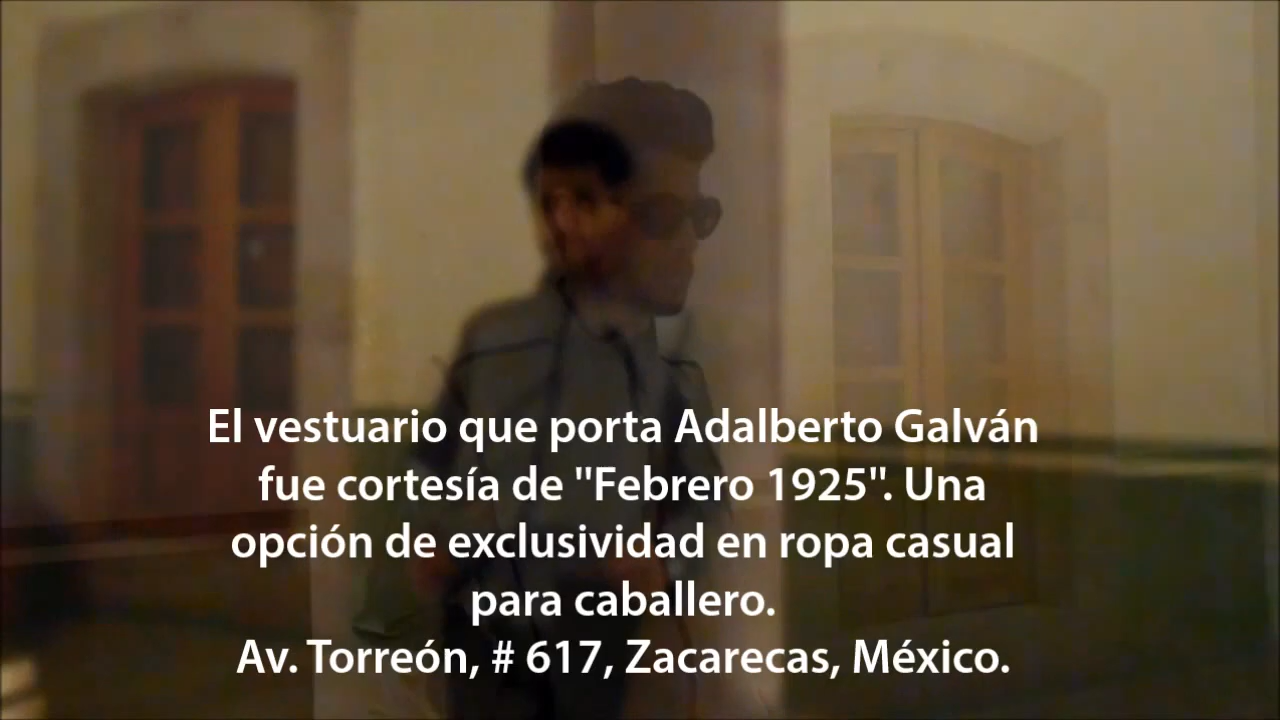 El vestuario que porta Adalberto Galván
fue cortesía de "Febrero 1925". Una
opción de exclusividad en ropa casual
para caballero.
Av. Torreón, # 617, Zacarecas, México.